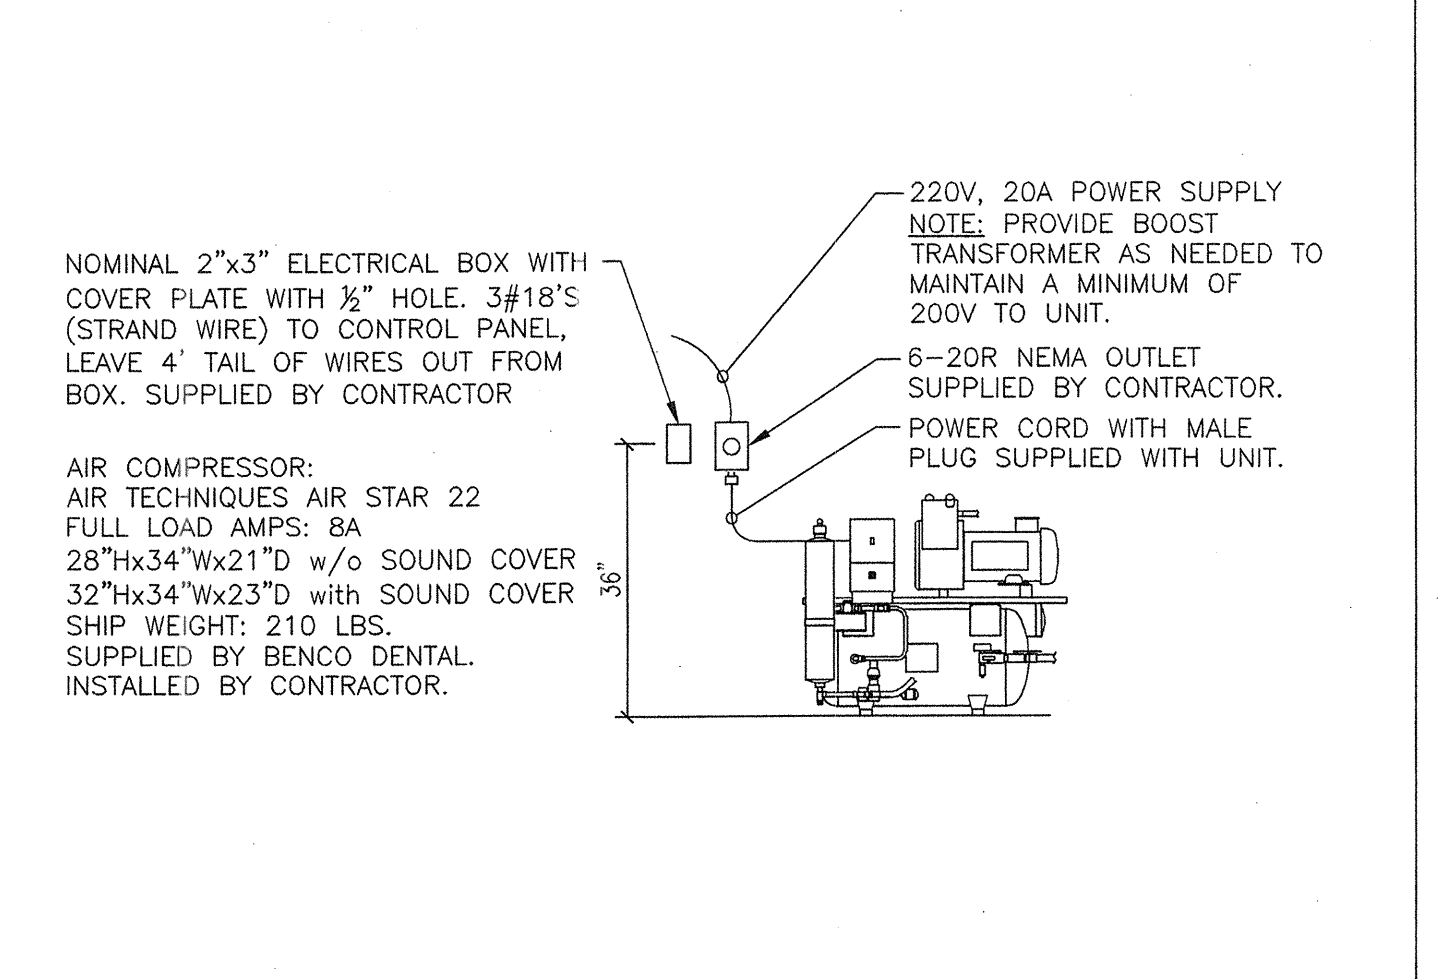 NOMINAL 2"x3" ELECTRICAL BOX WITH
COVER PLATE WITH ½" HOLE. 3#18'S
(STRAND WIRE) TO CONTROL PANEL,
LEAVE 4' TAIL OF WIRES OUT FROM
BOX. SUPPLIED BY CONTRACTOR
AIR COMPRESSOR:
AIR TECHNIQUES AIR STAR 22
FULL LOAD AMPS: 8A
28"Hx34"Wx21"D w/o SOUND COVER
32"Hx34"Wx23"D with SOUND COVER
SHIP WEIGHT: 210 LBS.
SUPPLIED BY BENCO DENTAL.
INSTALLED BY CONTRACTOR.
36"
220V, 20A POWER SUPPLY
NOTE: PROVIDE BOOST
TRANSFORMER AS NEEDED TO
MAINTAIN A MINIMUM OF
200V TO UNIT.
6-20R NEMA OUTLET
SUPPLIED BY CONTRACTOR.
POWER CORD WITH MALE
PLUG SUPPLIED WITH UNIT.